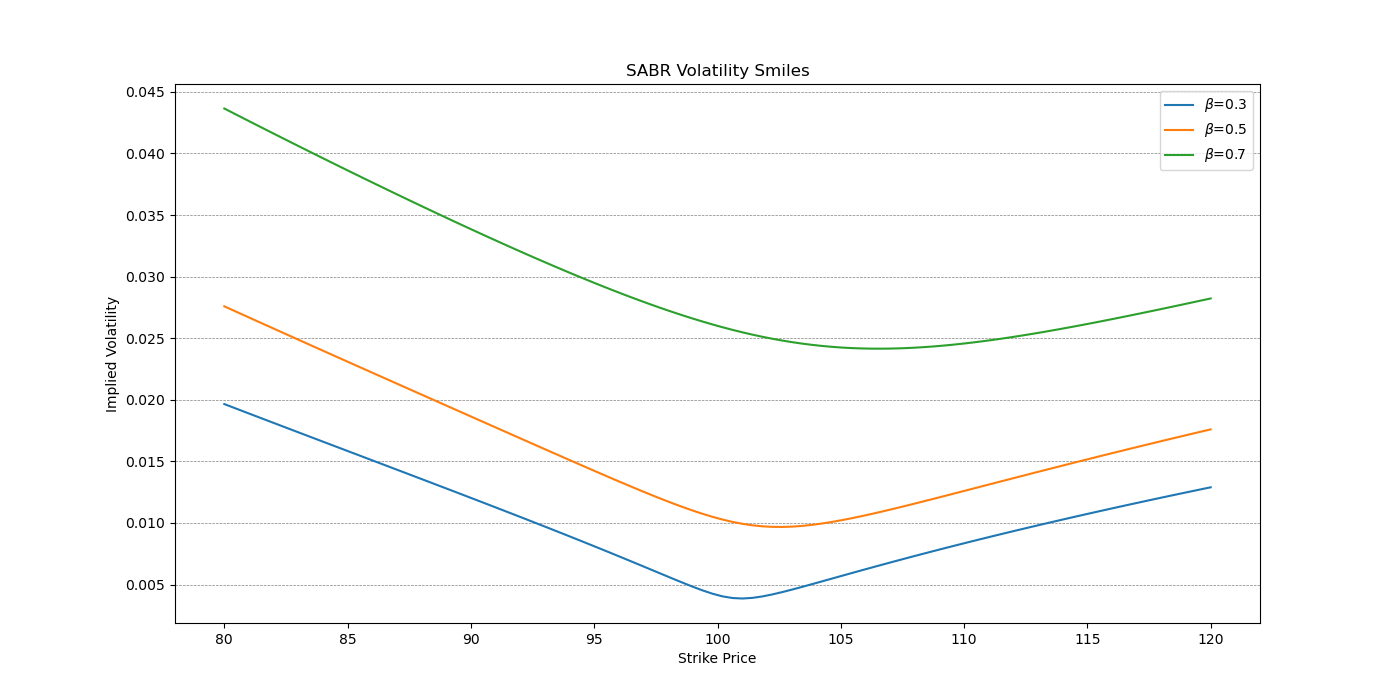 SABR Volatility Smiles
0.045
0.040
0.035
0.030
0.025
0.020
0.015
0.010
0.005
Implied Volatility
β=0.3
β=0.5
β=0.7
80 85 90 95 100 105 110 115 120
Strike Price